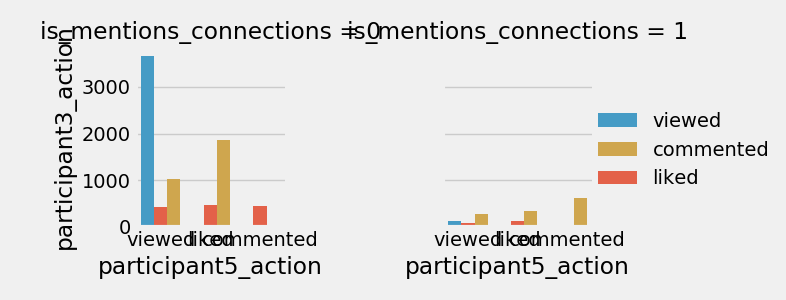 is_mentions_connections = 0
is_mentions_connections = 1
participant3_action
3000
2000
1000
0
viewed
liked
commented
participant5_action
viewed
liked
commented
participant5_action
viewed
commented
liked